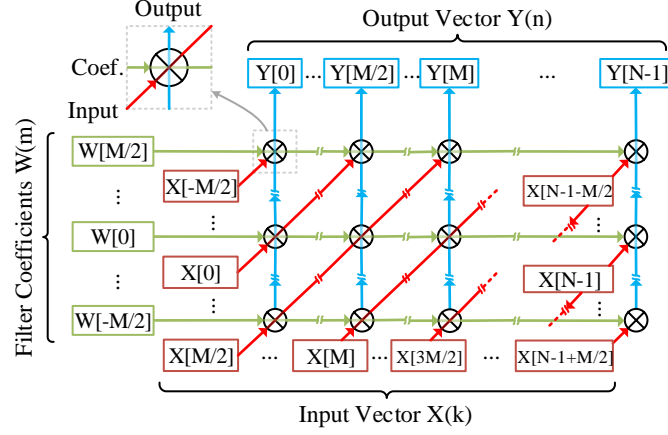 Output
Output Vector Y(n)
Coef.
Input
Y[0] ... Y[M/2] ... Y[M] ... Y[N-1]
Filter Coefficients W(m)
W[M/2]
X[-M/2]
X[N-1-M/2
⋮ ⋮ ⋮
W[0]
X[0]
X[N-1]
⋮ ⋮ ⋮
W[-M/2]
X[M/2] ... X[M] ... X[3M/2] ... X[N-1+M/2]
Input Vector X(k)